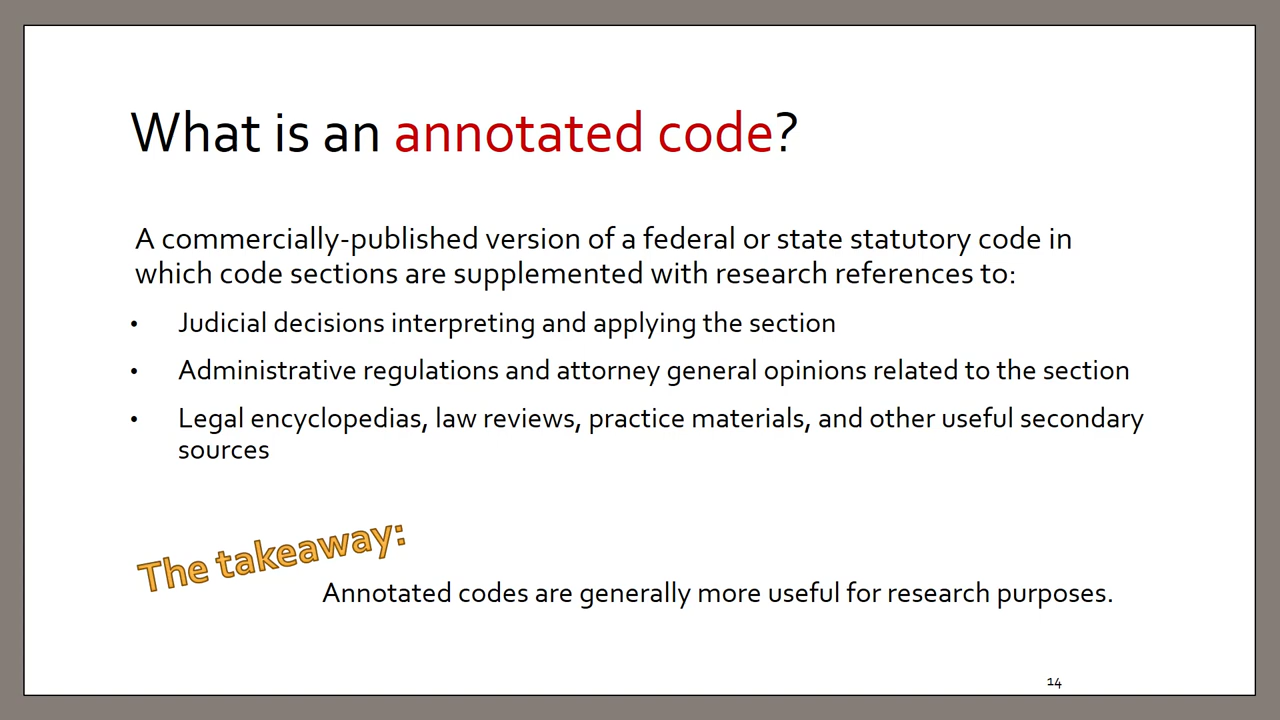 What is an annotated code?
A commercially-published version of a federal or state statutory code in
which code sections are supplemented with research references to:
• Judicial decisions interpreting and applying the section
• Administrative regulations and attorney general opinions related to the section
• Legal encyclopedias, law reviews, practice materials, and other useful secondary
sources
The takeaway:
Annotated codes are generally more useful for research purposes.
14